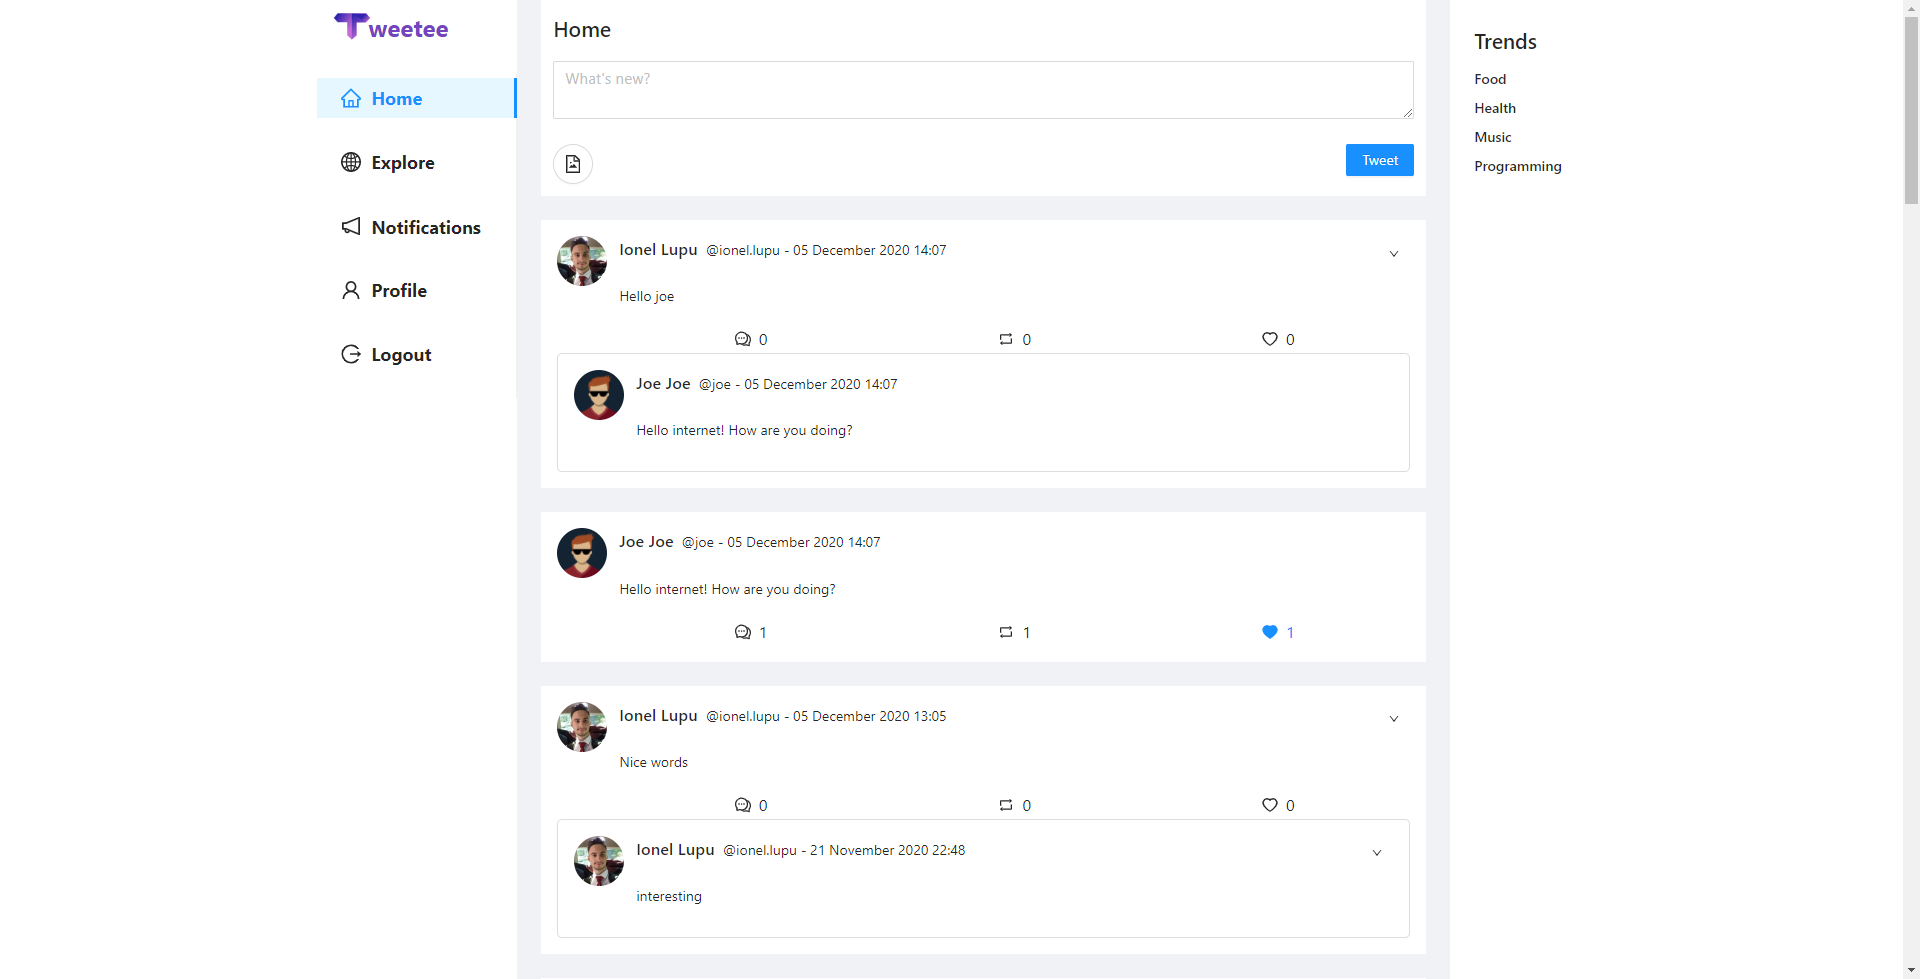 Tweetee
Home
Explore
Notifications
Profile
Logout
Home
What's new?
Tweet
Ionel Lupu @ionel.lupu - 05 December 2020 14:07
Hello joe
0 0 0
Joe Joe @joe - 05 December 2020 14:07
Hello internet! How are you doing?
Joe Joe @joe - 05 December 2020 14:07
Hello internet! How are you doing?
1 1 1
Ionel Lupu @ionel.lupu - 05 December 2020 13:05
Nice words
0 0 0
Ionel Lupu @ionel.lupu - 21 November 2020 22:48
interesting
Trends
Food
Health
Music
Programming